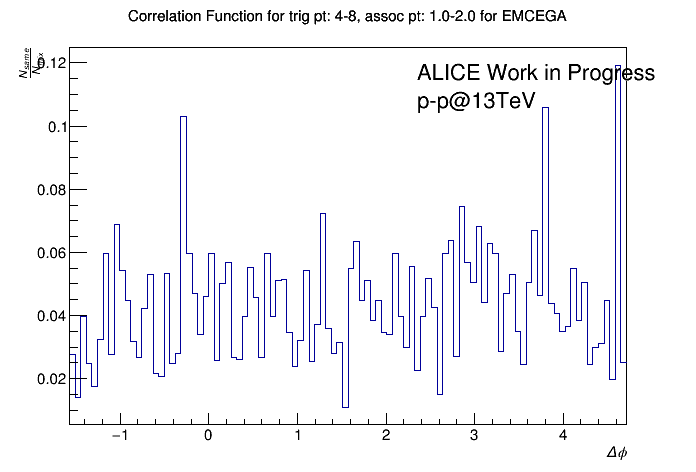 Correlation Function for trig pt: 4-8, assoc pt: 1.0-2.0 for EMCEGA
N_same
0.12
ALICE Work in Progress
p-p@13TeV
0.1
0.08
0.06
0.04
0.02
−1 0 1 2 3 4
Δϕ